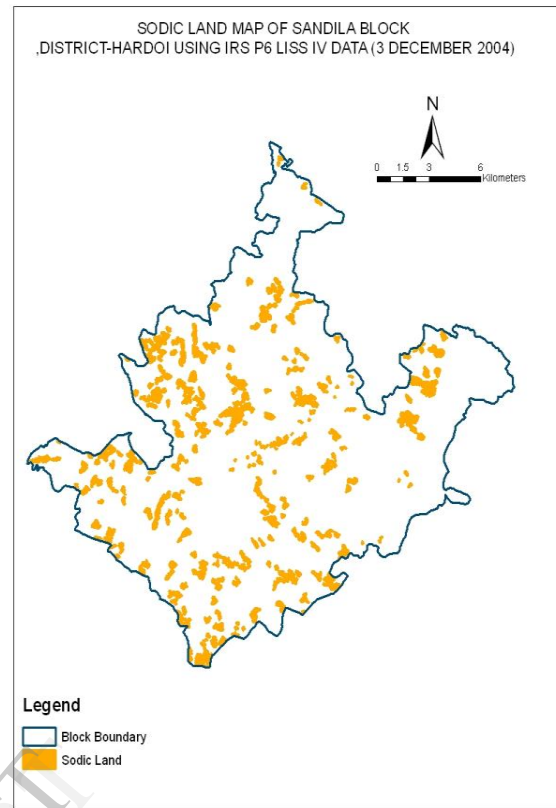 SODIC LAND MAP OF SANDILA BLOCK
,DISTRICT-HARDOI USING IRS P6 LISS IV DATA (3 DECEMBER 2004)
N
0 1.5 3 6
Kilometers
Legend
Block Boundary
Sodic Land